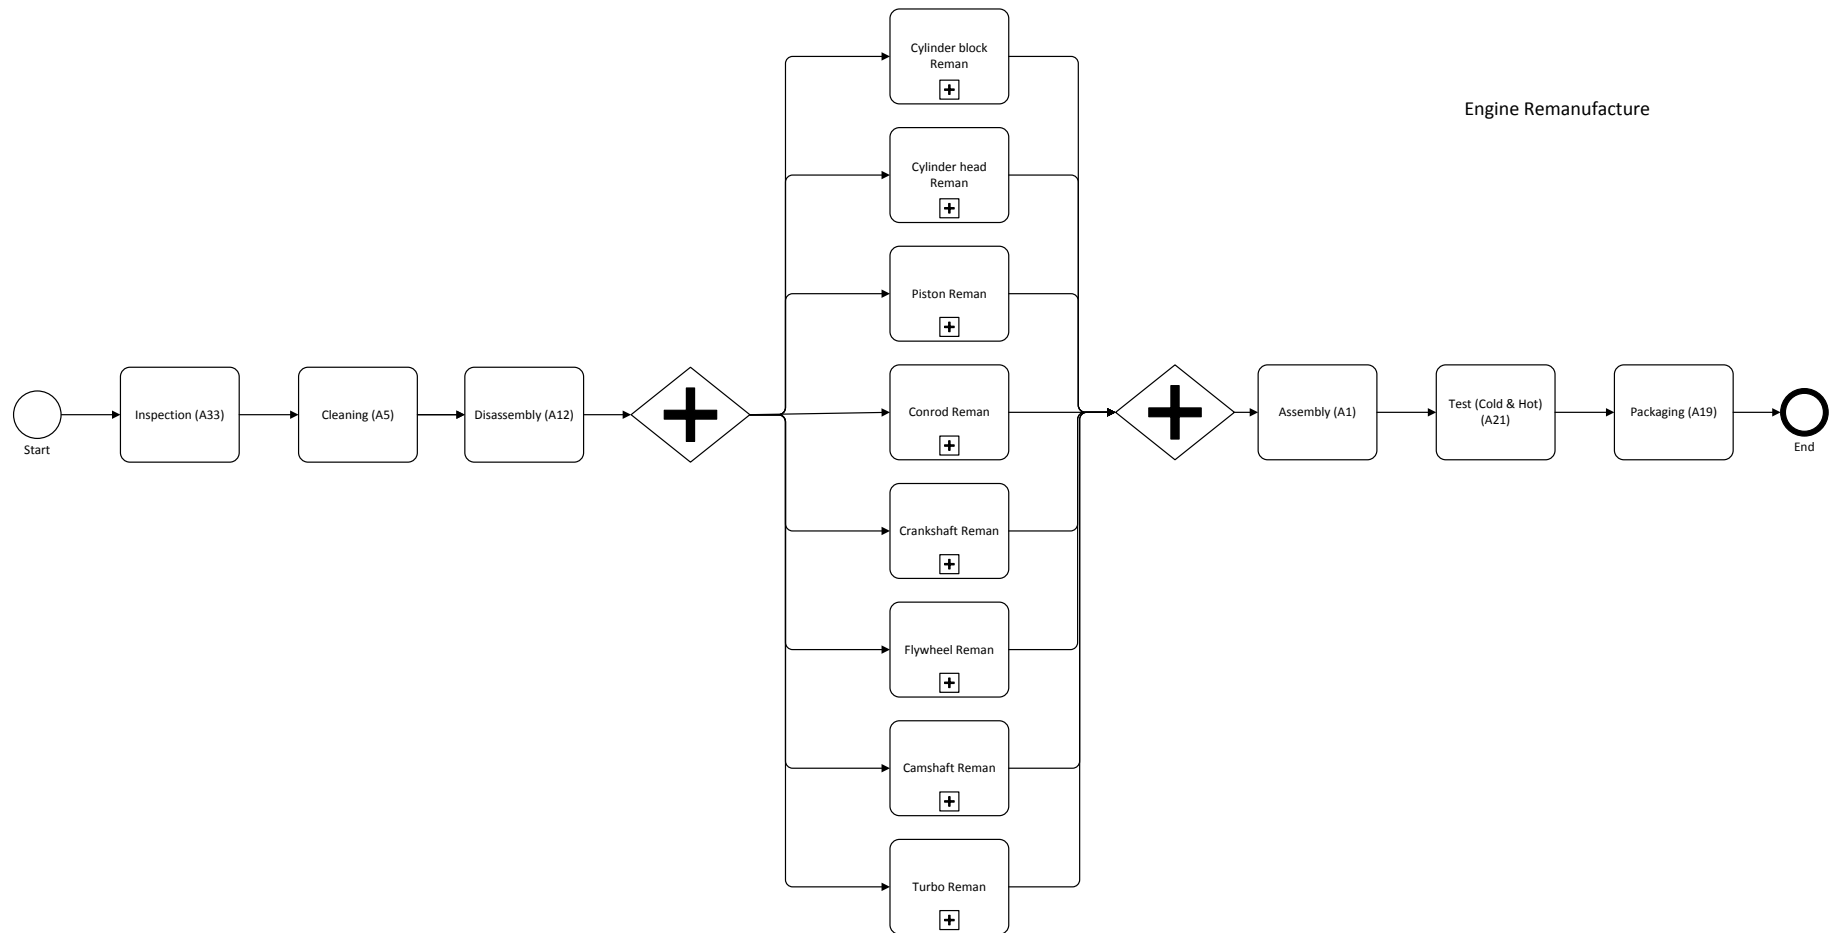 Cylinder block
Reman
Engine Remanufacture
Cylinder head
Reman
Piston Reman
Start
Inspection (A33)
Cleaning (A5)
Disassembly (A12)
Conrod Reman
Assembly (A1)
Test (Cold & Hot)
(A21)
Packaging (A19)
End
Crankshaft Reman
Flywheel Reman
Camshaft Reman
Turbo Reman